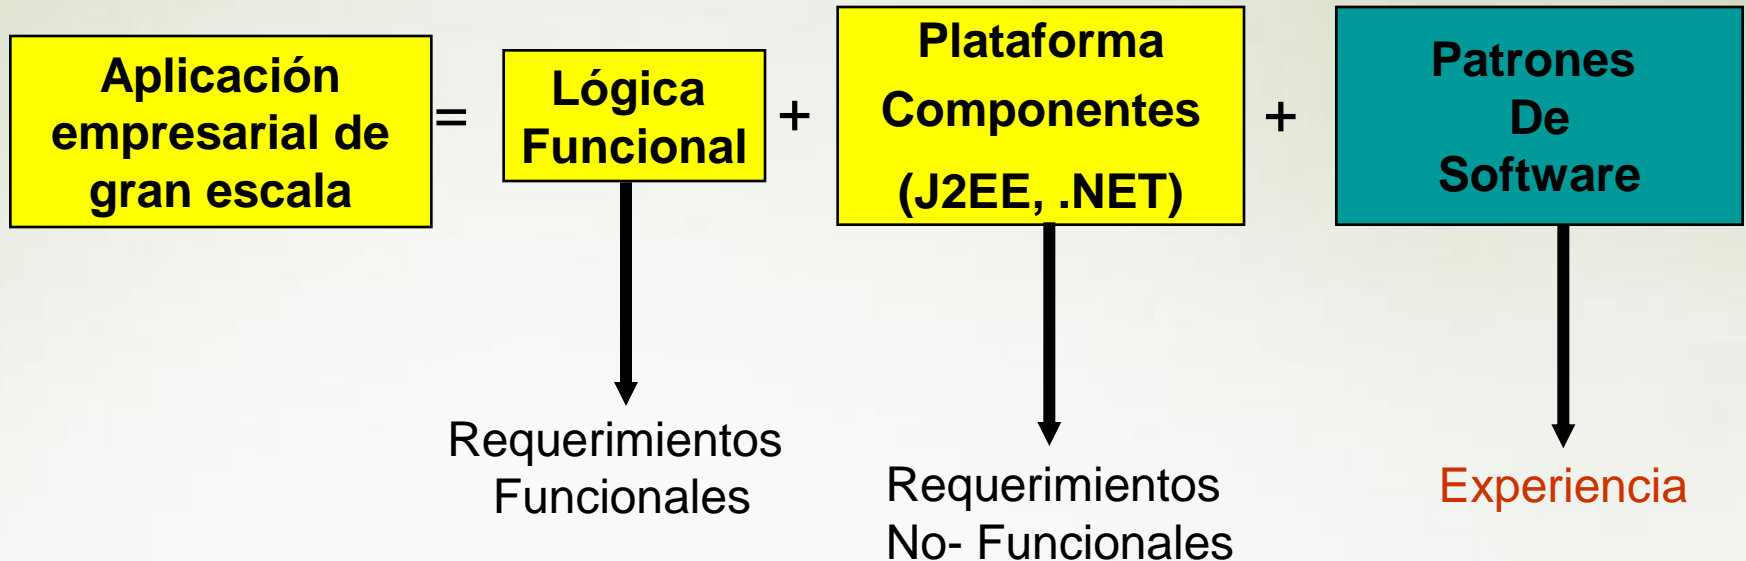 Aplicación
empresarial de
gran escala
=
Lógica
Funcional
+
Plataforma
Componentes
(J2EE, .NET)
+
Patrones
De
Software
Requerimientos
Funcionales
Requerimientos
No- Funcionales
Experiencia